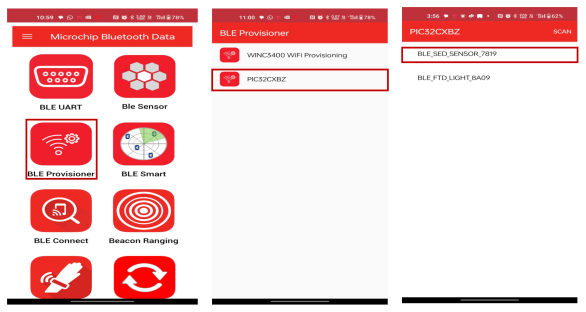 10:59
78%
Microchip Bluetooth Data
BLE UART
Ble Sensor
BLE Provisioner
BLE Smart
BLE Connect
Beacon Ranging
11:00
78%
BLE Provisioner
WINC3400 WiFi Provisioning
PIC32CXBZ
3:56
62%
PIC32CXBZ
SCAN
BLE_SED_SENSOR_7819
BLE_FTD_LIGHT_8A09